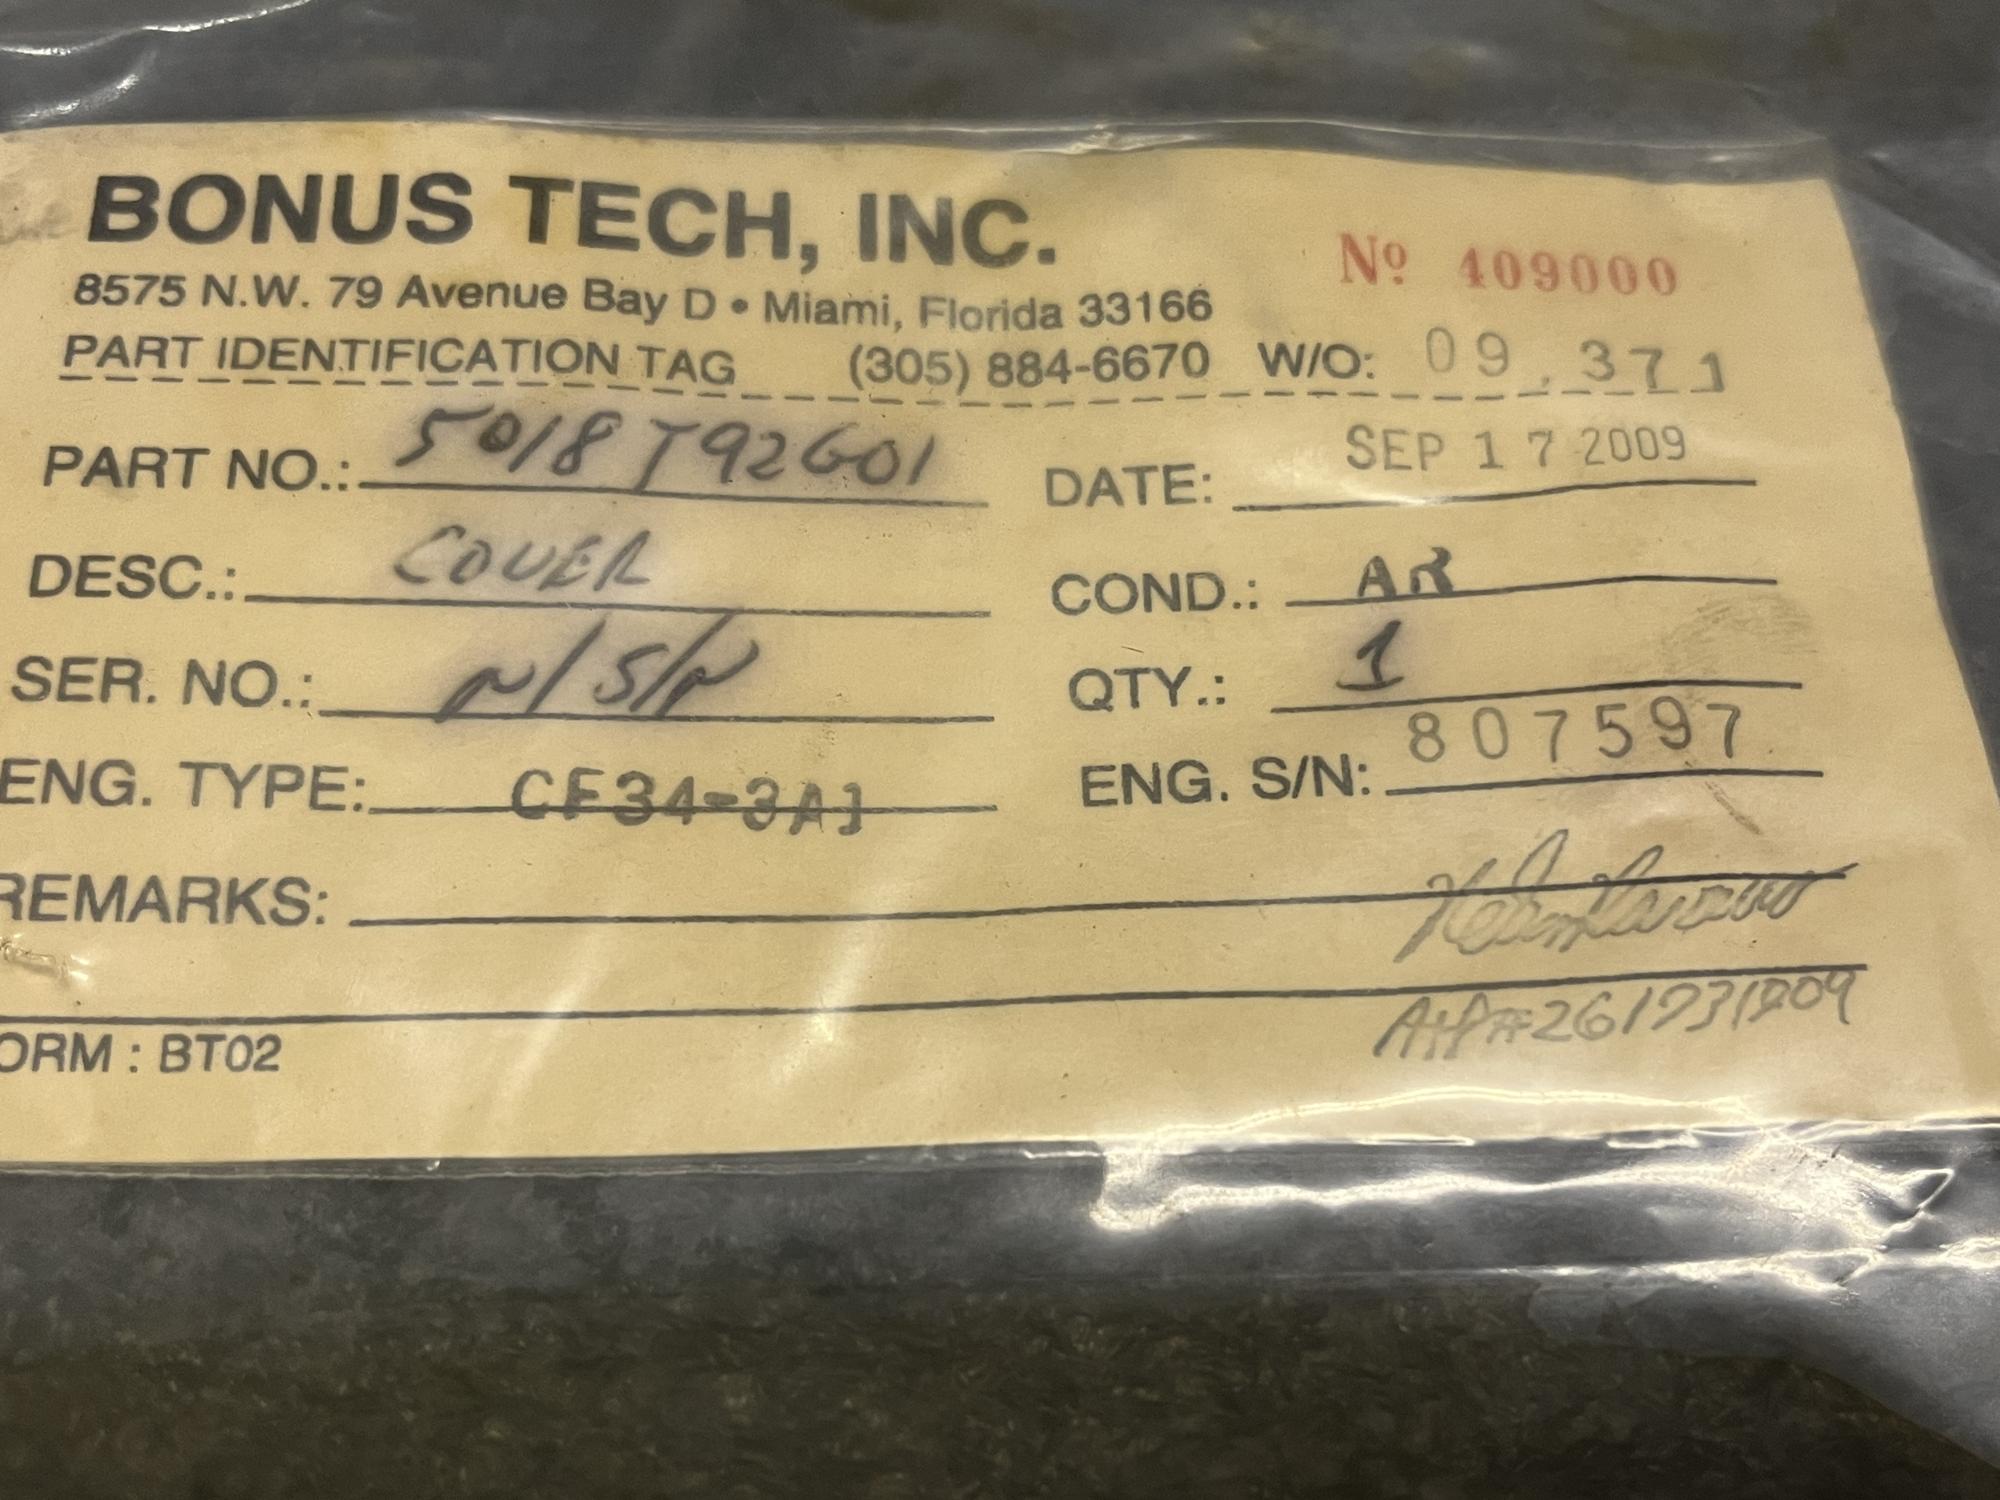 BONUS TECH, INC.
Nº 409000
8575 N.W. 79 Avenue Bay D • Miami, Florida 33166
PART IDENTIFICATION TAG (305) 884-6670 W/O: 09.371
PART NO.: 5018T92G01 DATE: SEP 17 2009
DESC.: COVER COND.: AR
SER. NO.: N/S/N QTY.: 1
ENG. TYPE: CF34-3A1 ENG. S/N: 807597
REMARKS:
ORM : BT02